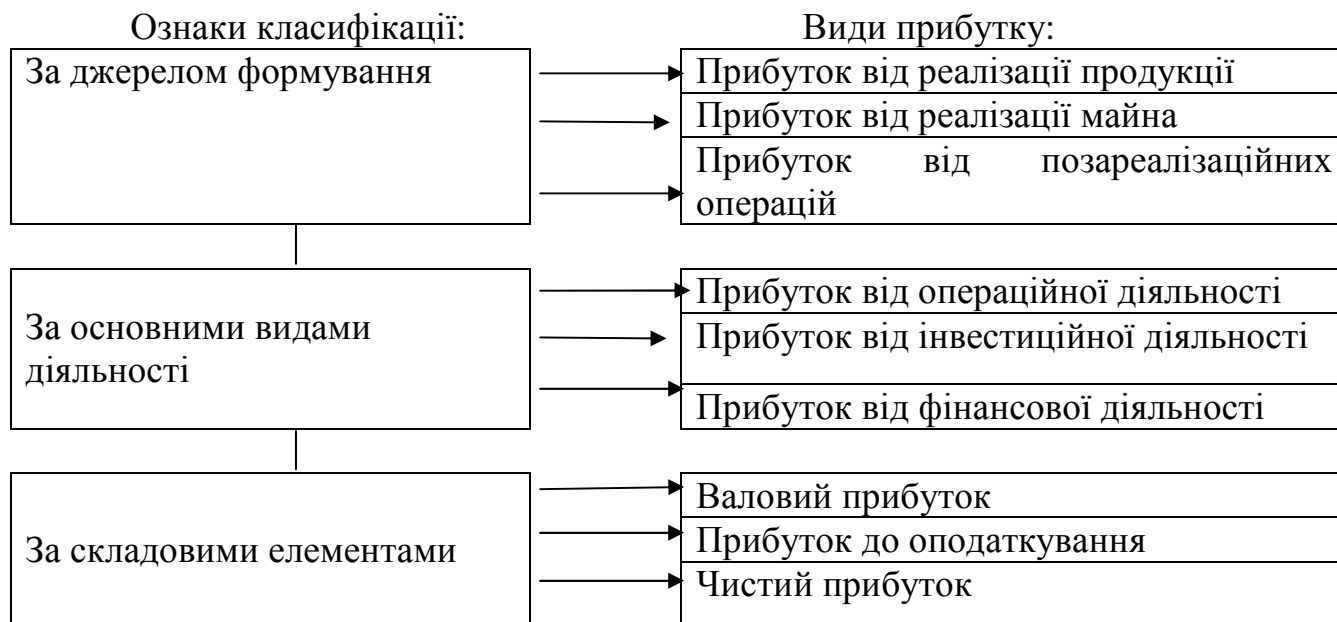 Ознаки класифікації:
Види прибутку:
За джерелом формування
Прибуток від реалізації продукції
Прибуток від реалізації майна
Прибуток від позареалізаційних
операцій
За основними видами
діяльності
Прибуток від операційної діяльності
Прибуток від інвестиційної діяльності
Прибуток від фінансової діяльності
За складовими елементами
Валовий прибуток
Прибуток до оподаткування
Чистий прибуток